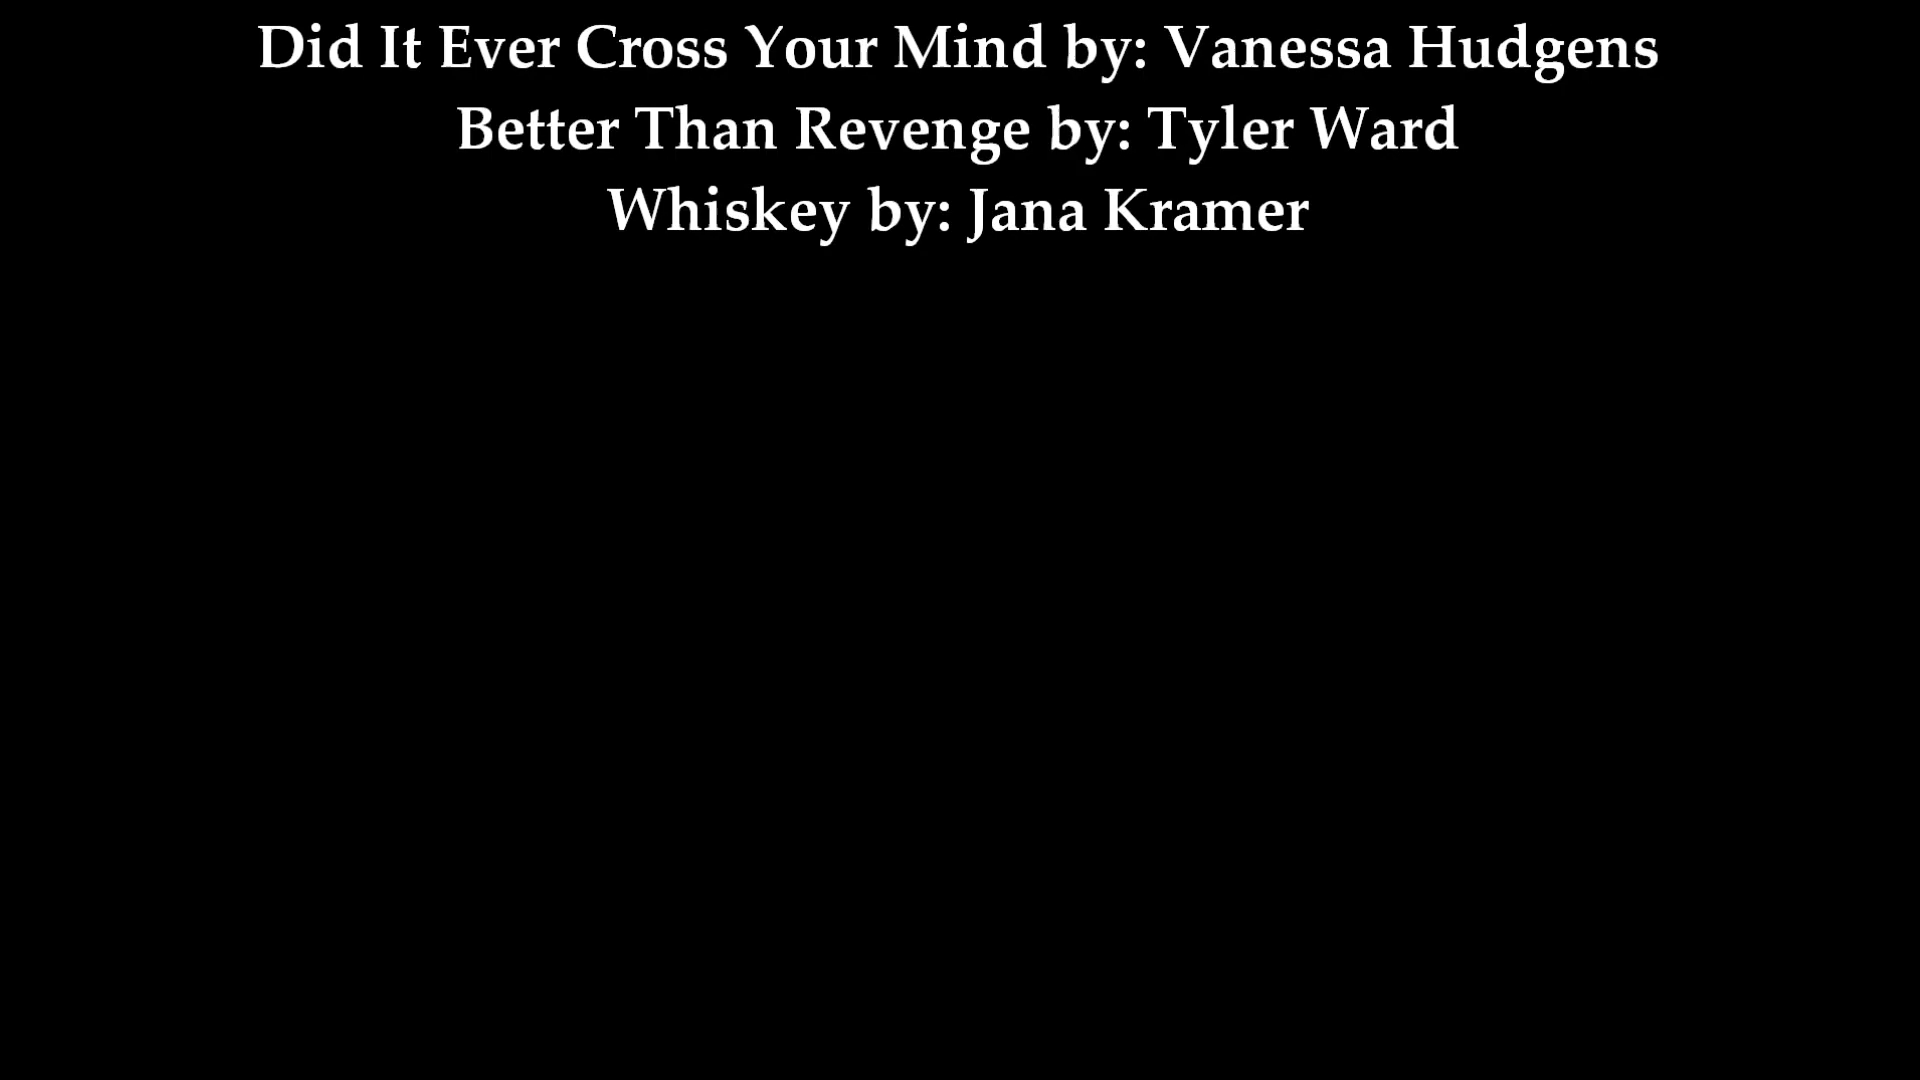 Did It Ever Cross Your Mind by: Vanessa Hudgens
Better Than Revenge by: Tyler Ward
Whiskey by: Jana Kramer